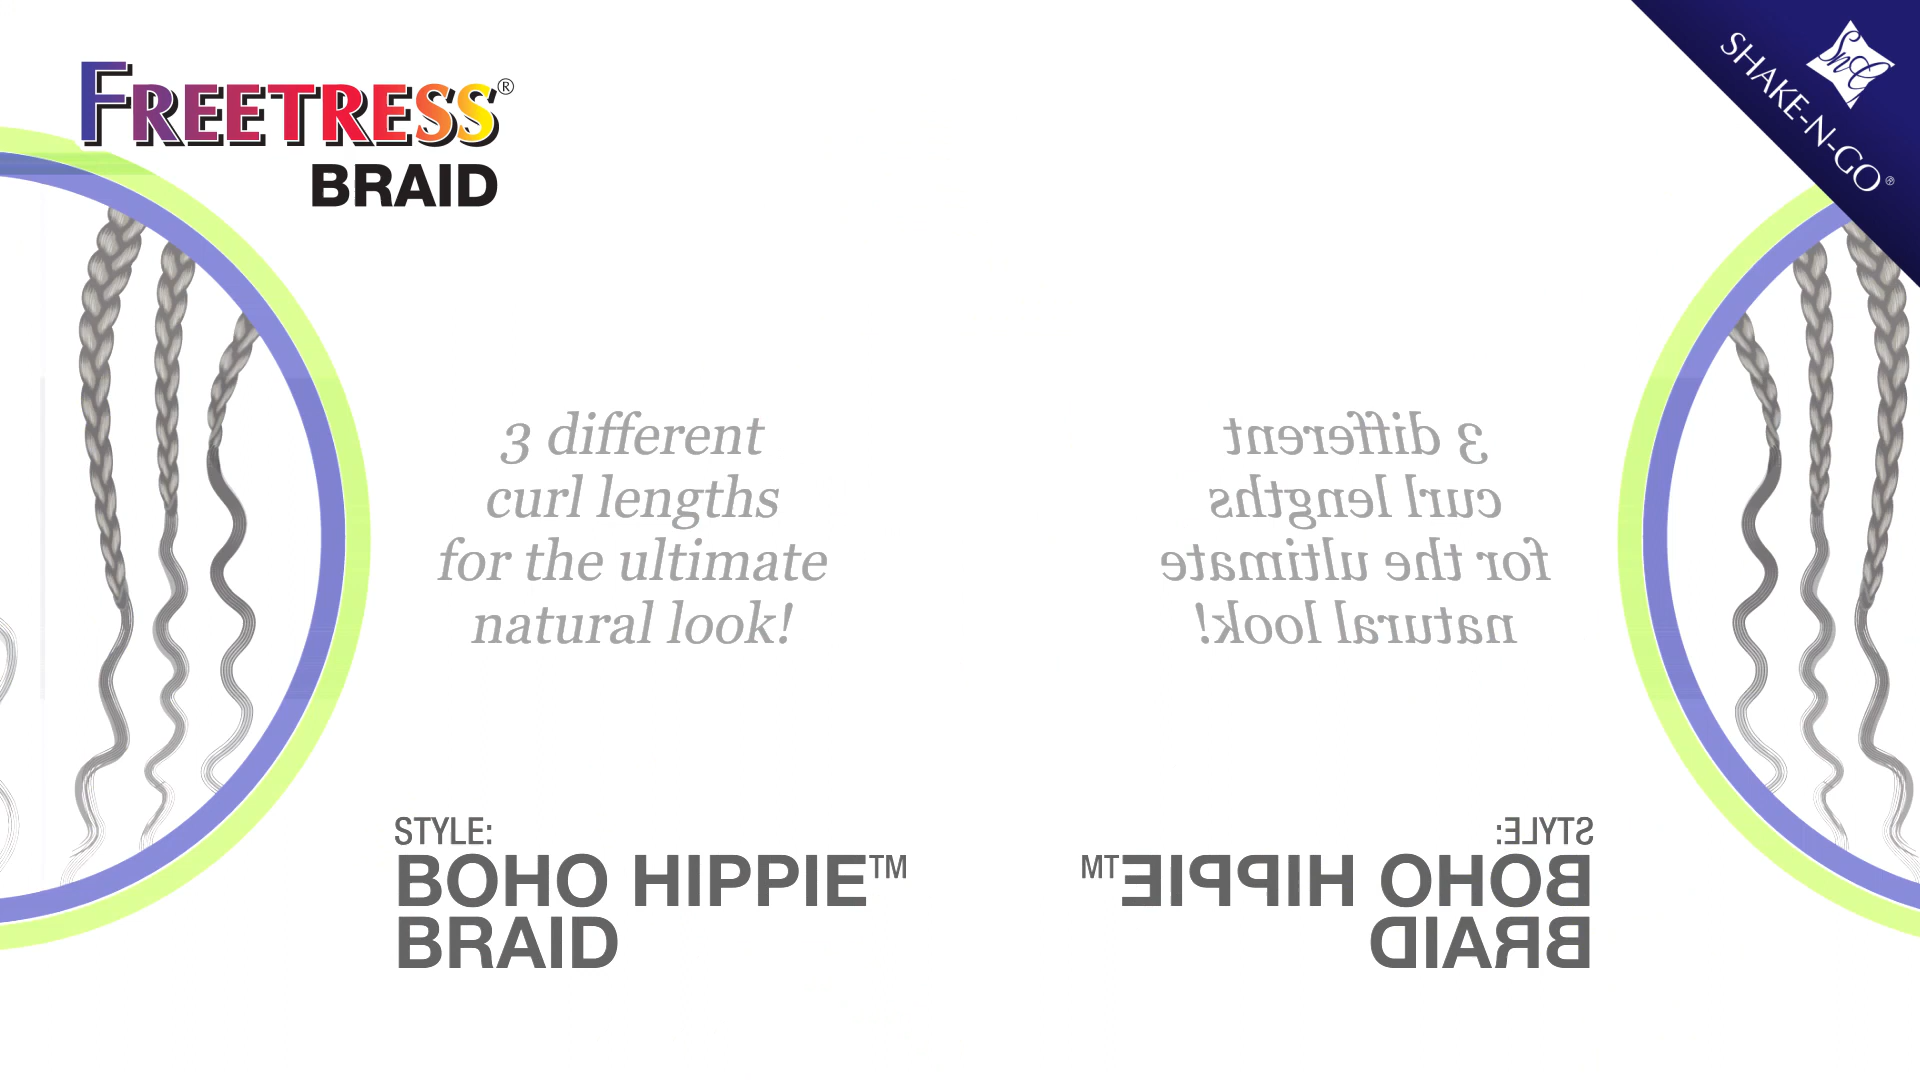 FREETRESS®
BRAID
SnG
SHAKE-N-GO®
3 different
curl lengths
for the ultimate
natural look!
3 different
curl lengths
for the ultimate
natural look!
STYLE:
BOHO HIPPIE™
BRAID
STYLE:
BOHO HIPPIE™
BRAID